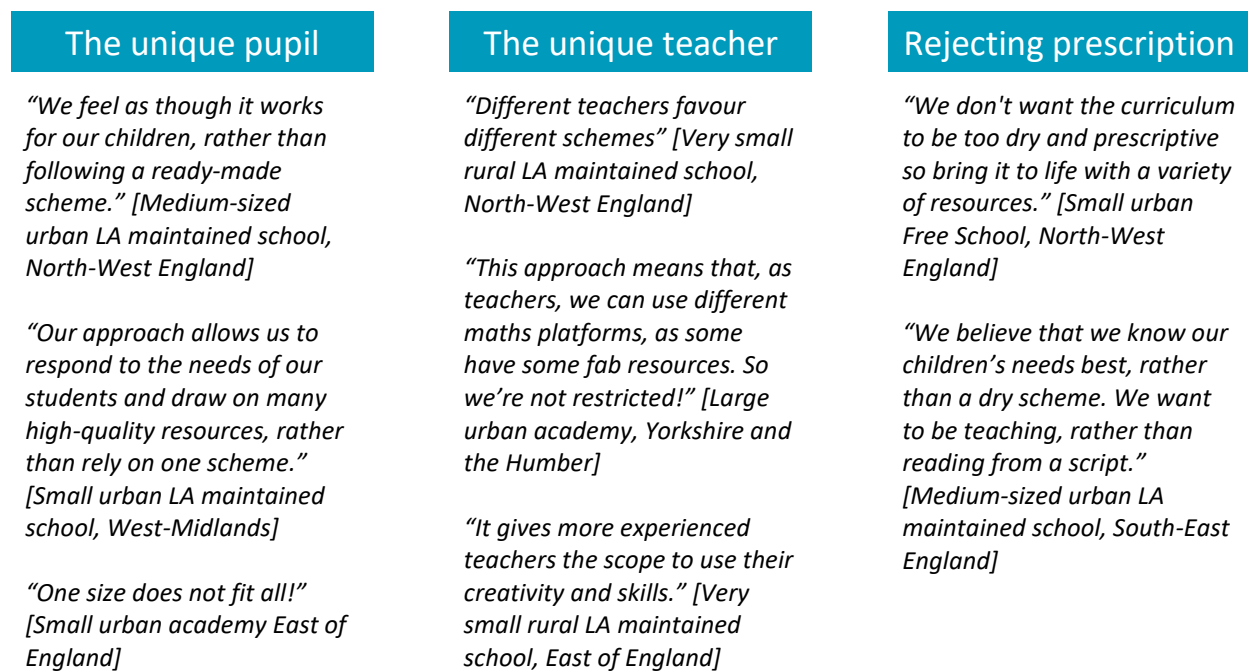 The unique pupil
“We feel as though it works
for our children, rather than
following a ready-made
scheme.” [Medium-sized
urban LA maintained school,
North-West England]
“Our approach allows us to
respond to the needs of our
students and draw on many
high-quality resources, rather
than rely on one scheme.”
[Small urban LA maintained
school, West-Midlands]
“One size does not fit all!”
[Small urban academy East of
England]
The unique teacher
“Different teachers favour
different schemes” [Very small
rural LA maintained school,
North-West England]
“This approach means that, as
teachers, we can use different
maths platforms, as some
have some fab resources. So
we’re not restricted!” [Large
urban academy, Yorkshire and
the Humber]
“It gives more experienced
teachers the scope to use their
creativity and skills.” [Very
small rural LA maintained
school, East of England]
Rejecting prescription
“We don't want the curriculum
to be too dry and prescriptive
so bring it to life with a variety
of resources.” [Small urban
Free School, North-West
England]
“We believe that we know our
children’s needs best, rather
than a dry scheme. We want
to be teaching, rather than
reading from a script.”
[Medium-sized urban LA
maintained school, South-East
England]